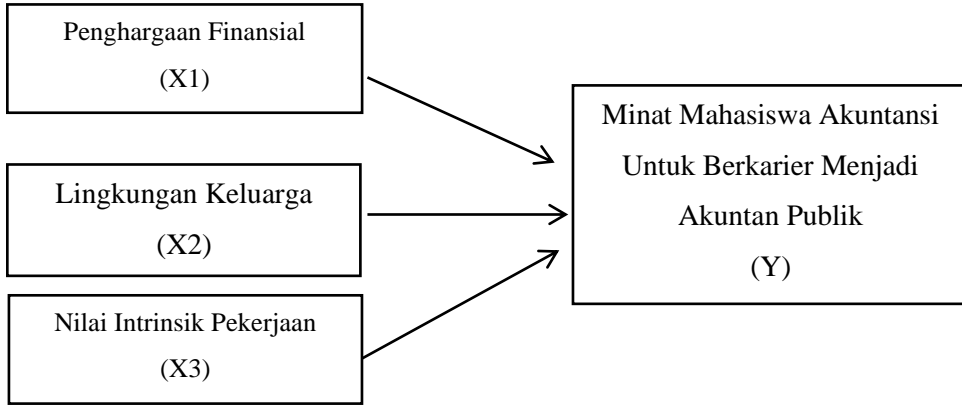 Penghargaan Finansial
(X1)
Lingkungan Keluarga
(X2)
Nilai Intrinsik Pekerjaan
(X3)
Minat Mahasiswa Akuntansi
Untuk Berkarier Menjadi
Akuntan Publik
(Y)